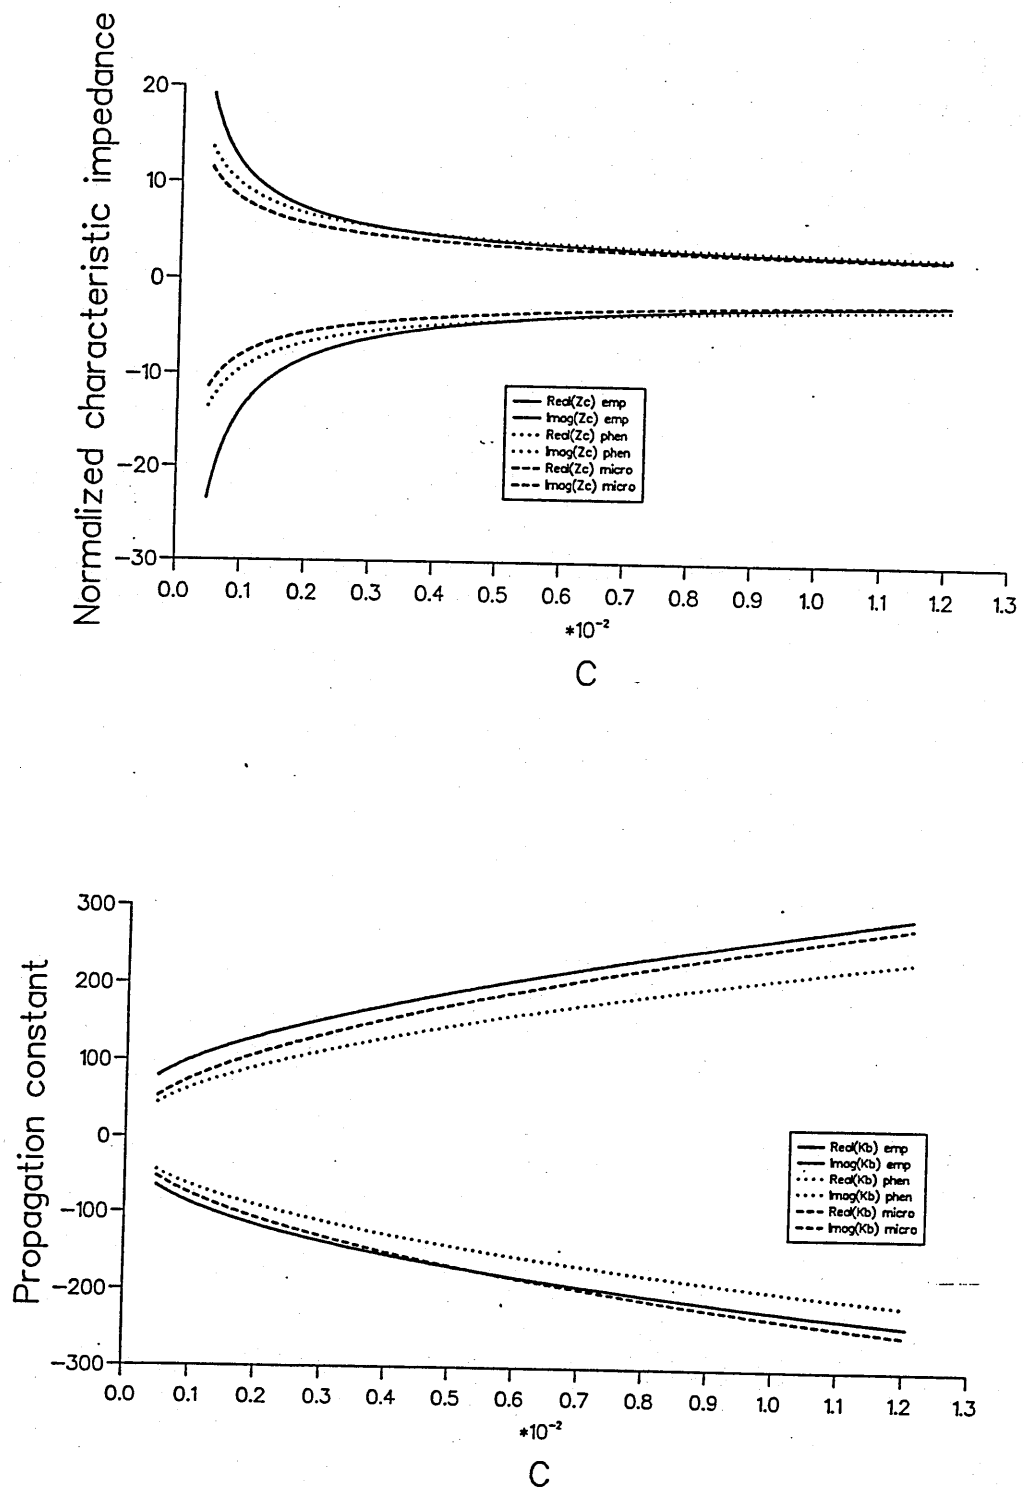 Normalized characteristic impedance
20
10
0
-10
-20
-30
Real(Zc) emp
Imag(Zc) emp
Real(Zc) phen
Imag(Zc) phen
Real(Zc) micro
Imag(Zc) micro
0.0 0.1 0.2 0.3 0.4 0.5 0.6 0.7 0.8 0.9 1.0 1.1 1.2 1.3
*10⁻²
C
Propagation constant
300
200
100
0
-100
-200
-300
Real(Kb) emp
Imag(Kb) emp
Real(Kb) phen
Imag(Kb) phen
Real(Kb) micro
Imag(Kb) micro
0.0 0.1 0.2 0.3 0.4 0.5 0.6 0.7 0.8 0.9 1.0 1.1 1.2 1.3
*10⁻²
C